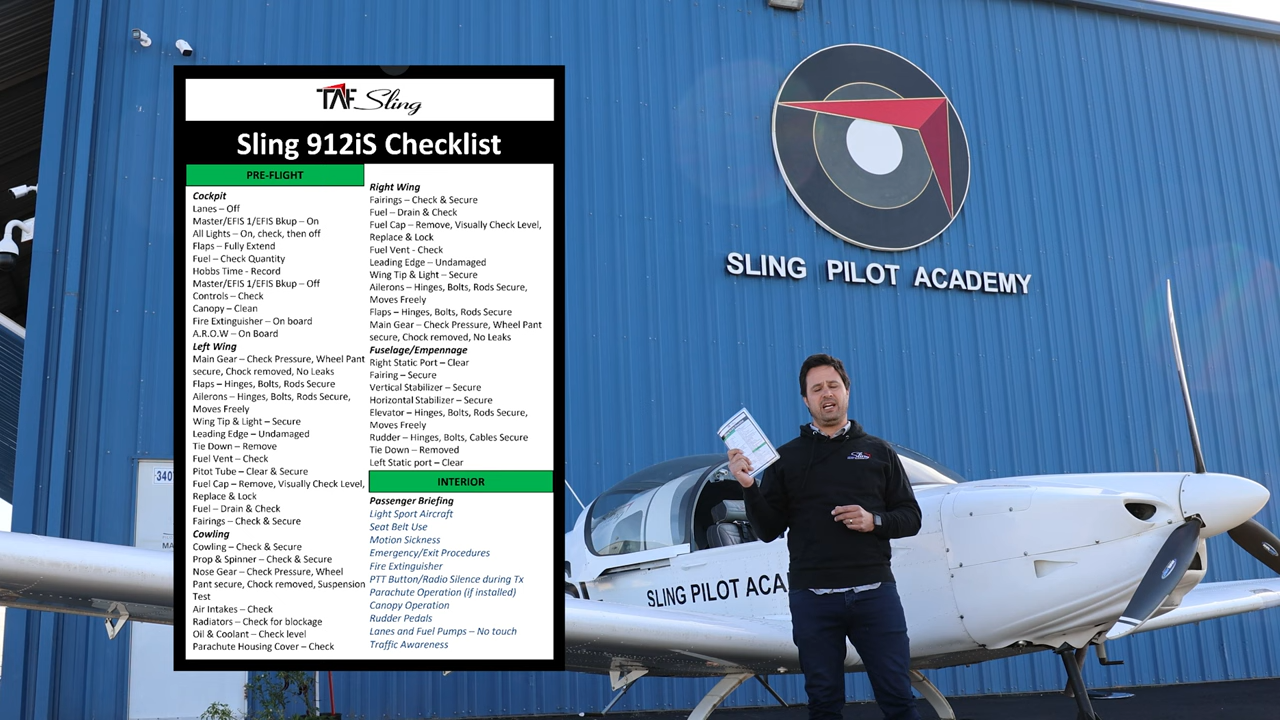 TAF Sling
Sling 912iS Checklist
PRE-FLIGHT
Cockpit
Lanes – Off
Master/EFIS 1/EFIS Bkup – On
All Lights – On, check, then off
Flaps – Fully Extend
Fuel – Check Quantity
Hobbs Time - Record
Master/EFIS 1/EFIS Bkup – Off
Controls – Check
Canopy – Clean
Fire Extinguisher – On board
A.R.O.W – On Board
Left Wing
Main Gear – Check Pressure, Wheel Pant
secure, Chock removed, No Leaks
Flaps – Hinges, Bolts, Rods Secure
Ailerons – Hinges, Bolts, Rods Secure,
Moves Freely
Wing Tip & Light – Secure
Leading Edge – Undamaged
Tie Down – Remove
Fuel Vent – Check
Pitot Tube – Clear & Secure
Fuel Cap – Remove, Visually Check Level,
Replace & Lock
Fuel – Drain & Check
Fairings – Check & Secure
Cowling
Cowling – Check & Secure
Prop & Spinner – Check & Secure
Nose Gear – Check Pressure, Wheel
Pant secure, Chock removed, Suspension
Test
Air Intakes – Check
Radiators – Check for blockage
Oil & Coolant – Check level
Parachute Housing Cover – Check
Right Wing
Fairings – Check & Secure
Fuel – Drain & Check
Fuel Cap – Remove, Visually Check Level,
Replace & Lock
Fuel Vent - Check
Leading Edge – Undamaged
Wing Tip & Light – Secure
Ailerons – Hinges, Bolts, Rods Secure,
Moves Freely
Flaps – Hinges, Bolts, Rods Secure
Main Gear – Check Pressure, Wheel Pant
secure, Chock removed, No Leaks
Fuselage/Empennage
Right Static Port – Clear
Fairing – Secure
Vertical Stabilizer – Secure
Horizontal Stabilizer – Secure
Elevator – Hinges, Bolts, Rods Secure,
Moves Freely
Rudder – Hinges, Bolts, Cables Secure
Tie Down – Removed
Left Static port – Clear
INTERIOR
Passenger Briefing
Light Sport Aircraft
Seat Belt Use
Motion Sickness
Emergency/Exit Procedures
Fire Extinguisher
PTT Button/Radio Silence during Tx
Parachute Operation (if installed)
Canopy Operation
Rudder Pedals
Lanes and Fuel Pumps – No touch
Traffic Awareness
SLING PILOT ACADEMY
340
MA
Sling
SLING PILOT ACA